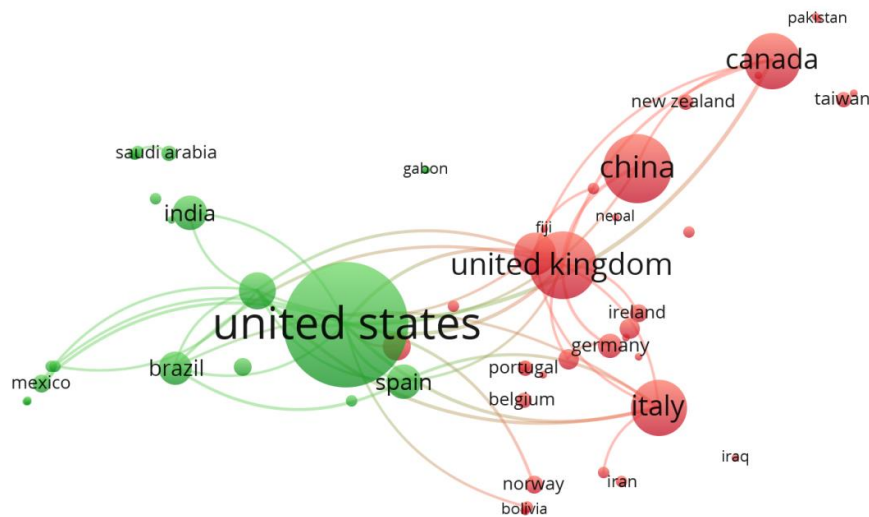 pakistan
canada
new zealand
taiwan
saudi arabia
gabon
china
india
nepal
fiji
united kingdom
united states
ireland
germany
brazil
portugal
mexico
spain
belgium
italy
iraq
norway
iran
bolivia